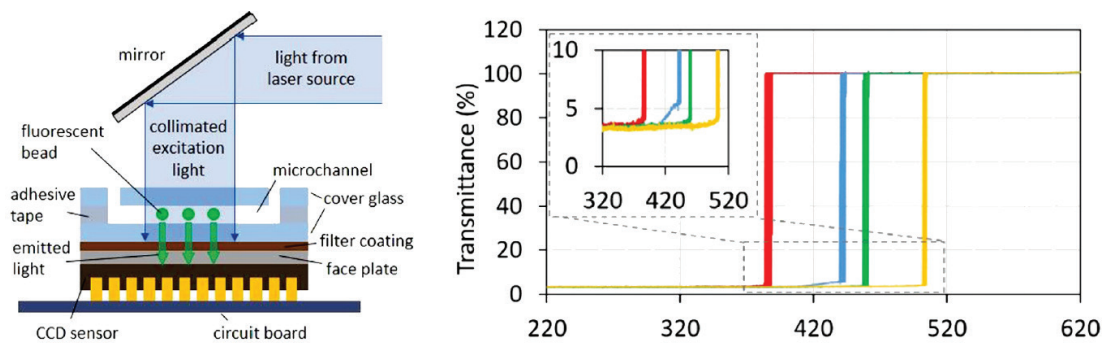 mirror
light from
laser source
fluorescent
bead
collimated
excitation
light
microchannel
adhesive
tape
cover glass
emitted
light
filter coating
face plate
CCD sensor
circuit board
Transmittance (%)
120
100
80
60
40
20
0
220
320
420
520
620
10
5
0
320
420
520